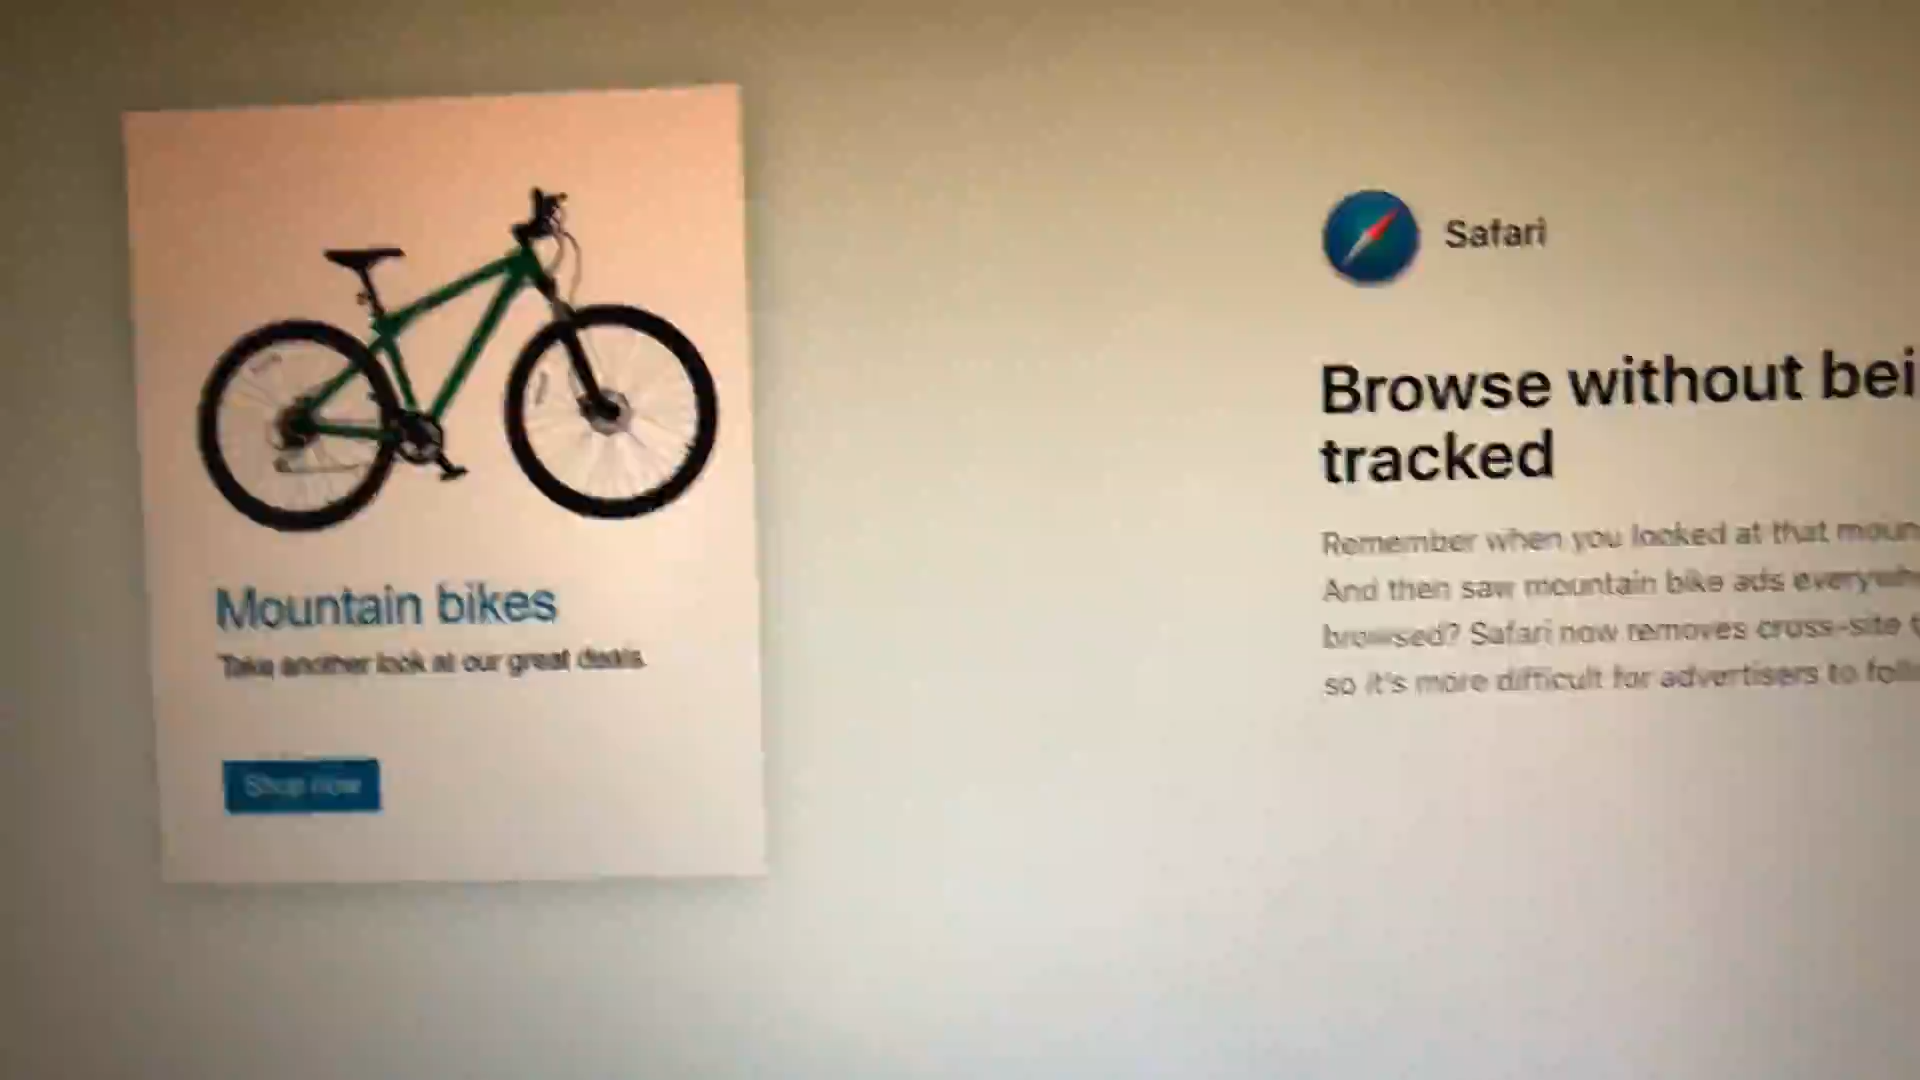 Mountain bikes
Take another look at our great deals.
Shop now
Safari
Browse without bei
tracked
Remember when you looked at that moun
And then saw mountain bike ads everywhe
browsed? Safari now removes cross-site t
so it's more difficult for advertisers to foll